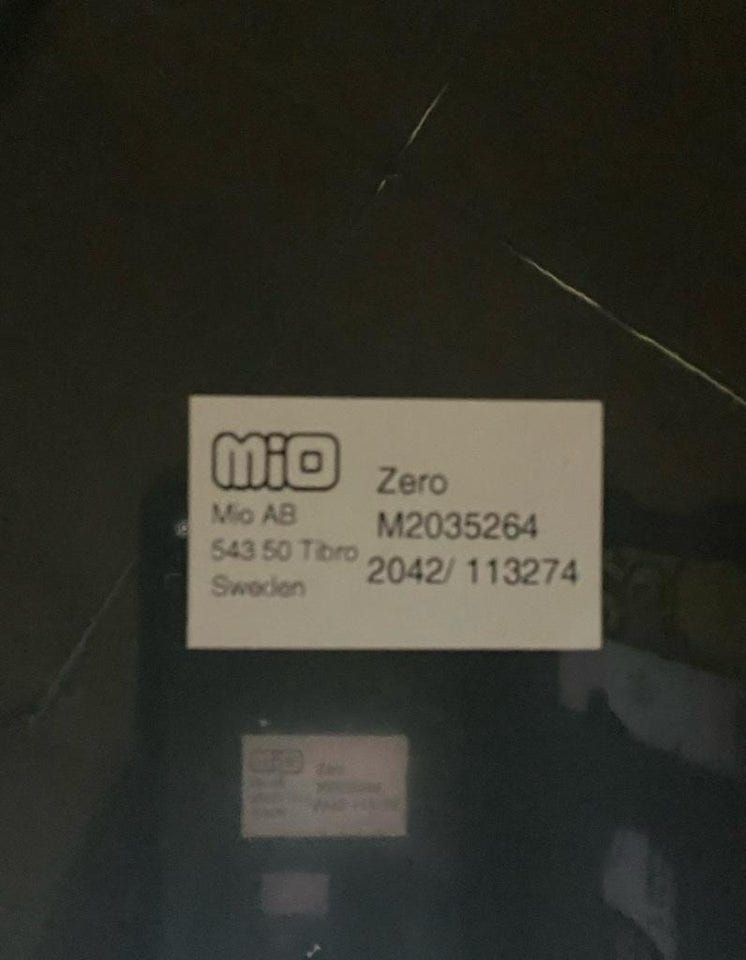 mio
Mio AB
543 50 Tibro
Sweden
Zero
M2035264
2042/ 113274